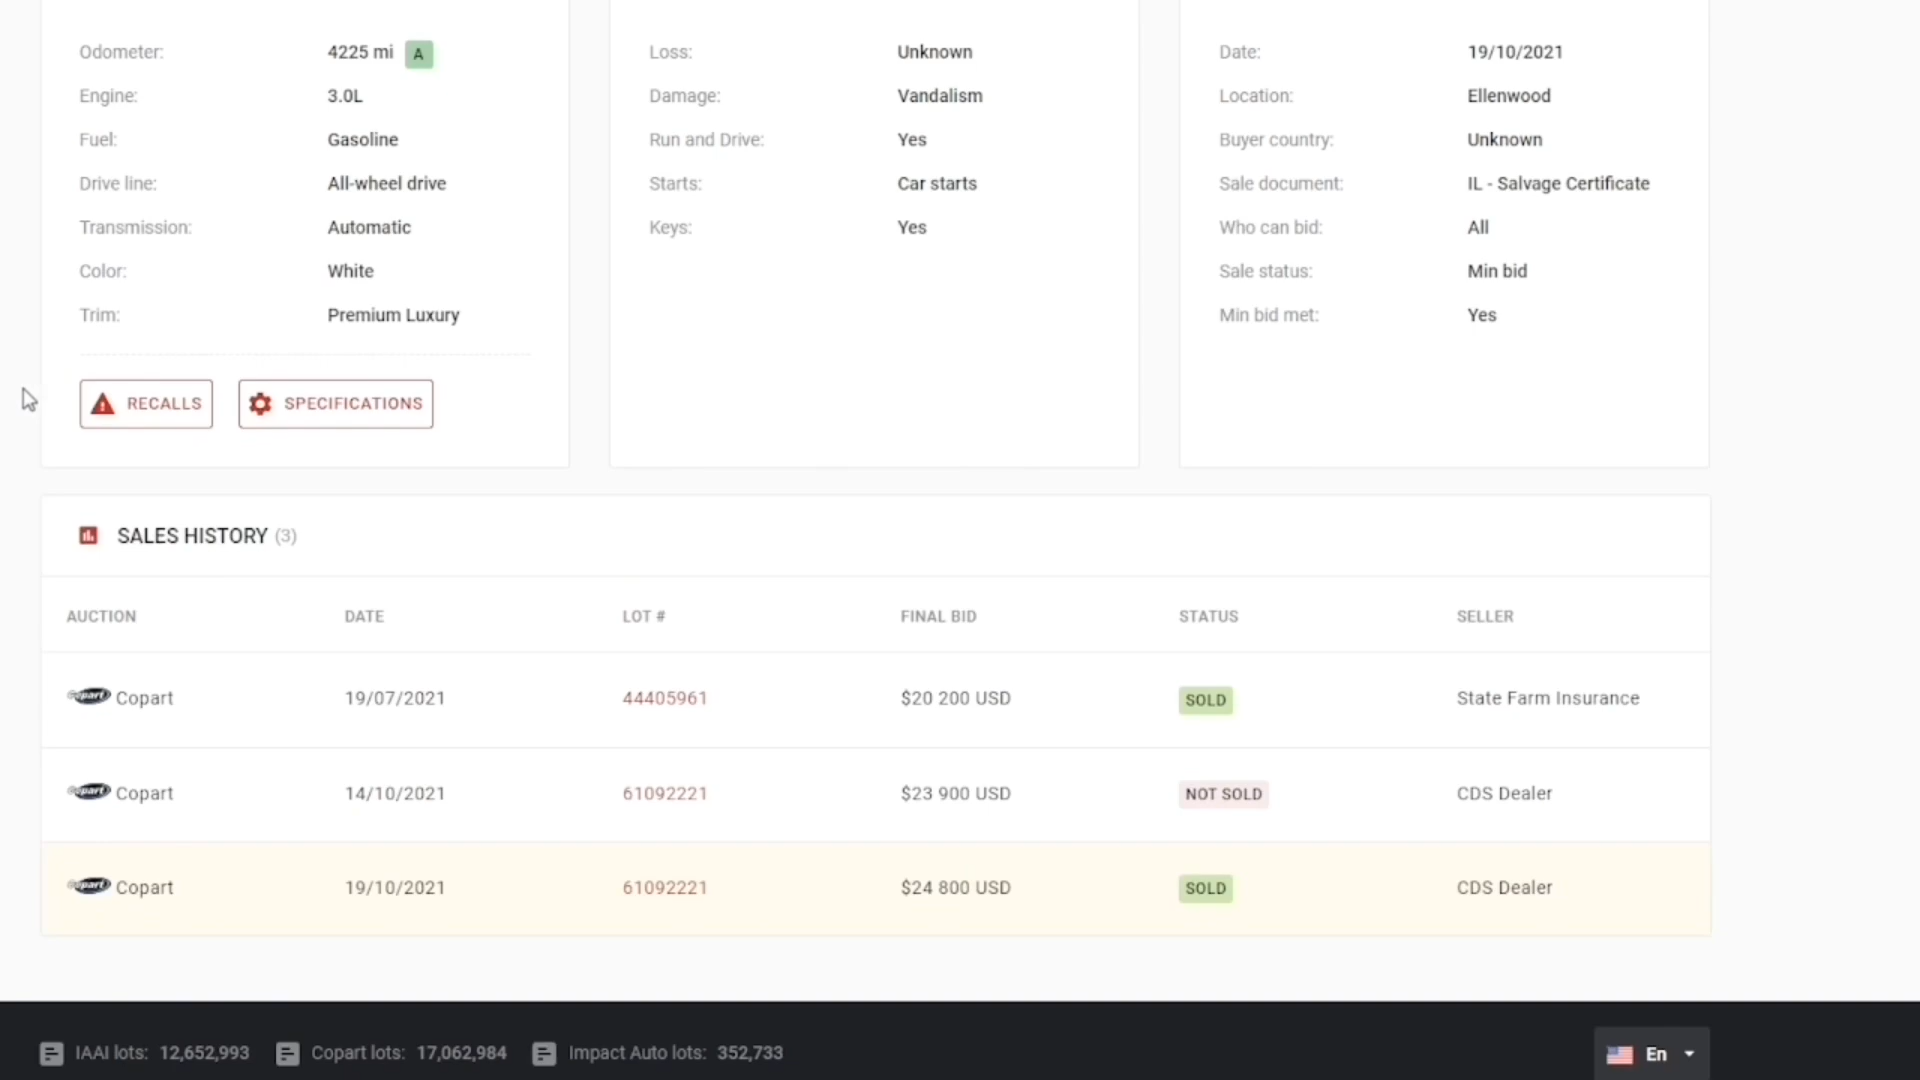 Odometer: 4225 mi A
Engine: 3.0L
Fuel: Gasoline
Drive line: All-wheel drive
Transmission: Automatic
Color: White
Trim: Premium Luxury
RECALLS SPECIFICATIONS
Loss: Unknown
Damage: Vandalism
Run and Drive: Yes
Starts: Car starts
Keys: Yes
Date: 19/10/2021
Location: Ellenwood
Buyer country: Unknown
Sale document: IL - Salvage Certificate
Who can bid: All
Sale status: Min bid
Min bid met: Yes
SALES HISTORY (3)
AUCTION DATE LOT # FINAL BID STATUS SELLER
Copart Copart 19/07/2021 44405961 $20 200 USD SOLD State Farm Insurance
Copart Copart 14/10/2021 61092221 $23 900 USD NOT SOLD CDS Dealer
Copart Copart 19/10/2021 61092221 $24 800 USD SOLD CDS Dealer
IAAI lots: 12,652,993 Copart lots: 17,062,984 Impact Auto lots: 352,733 En